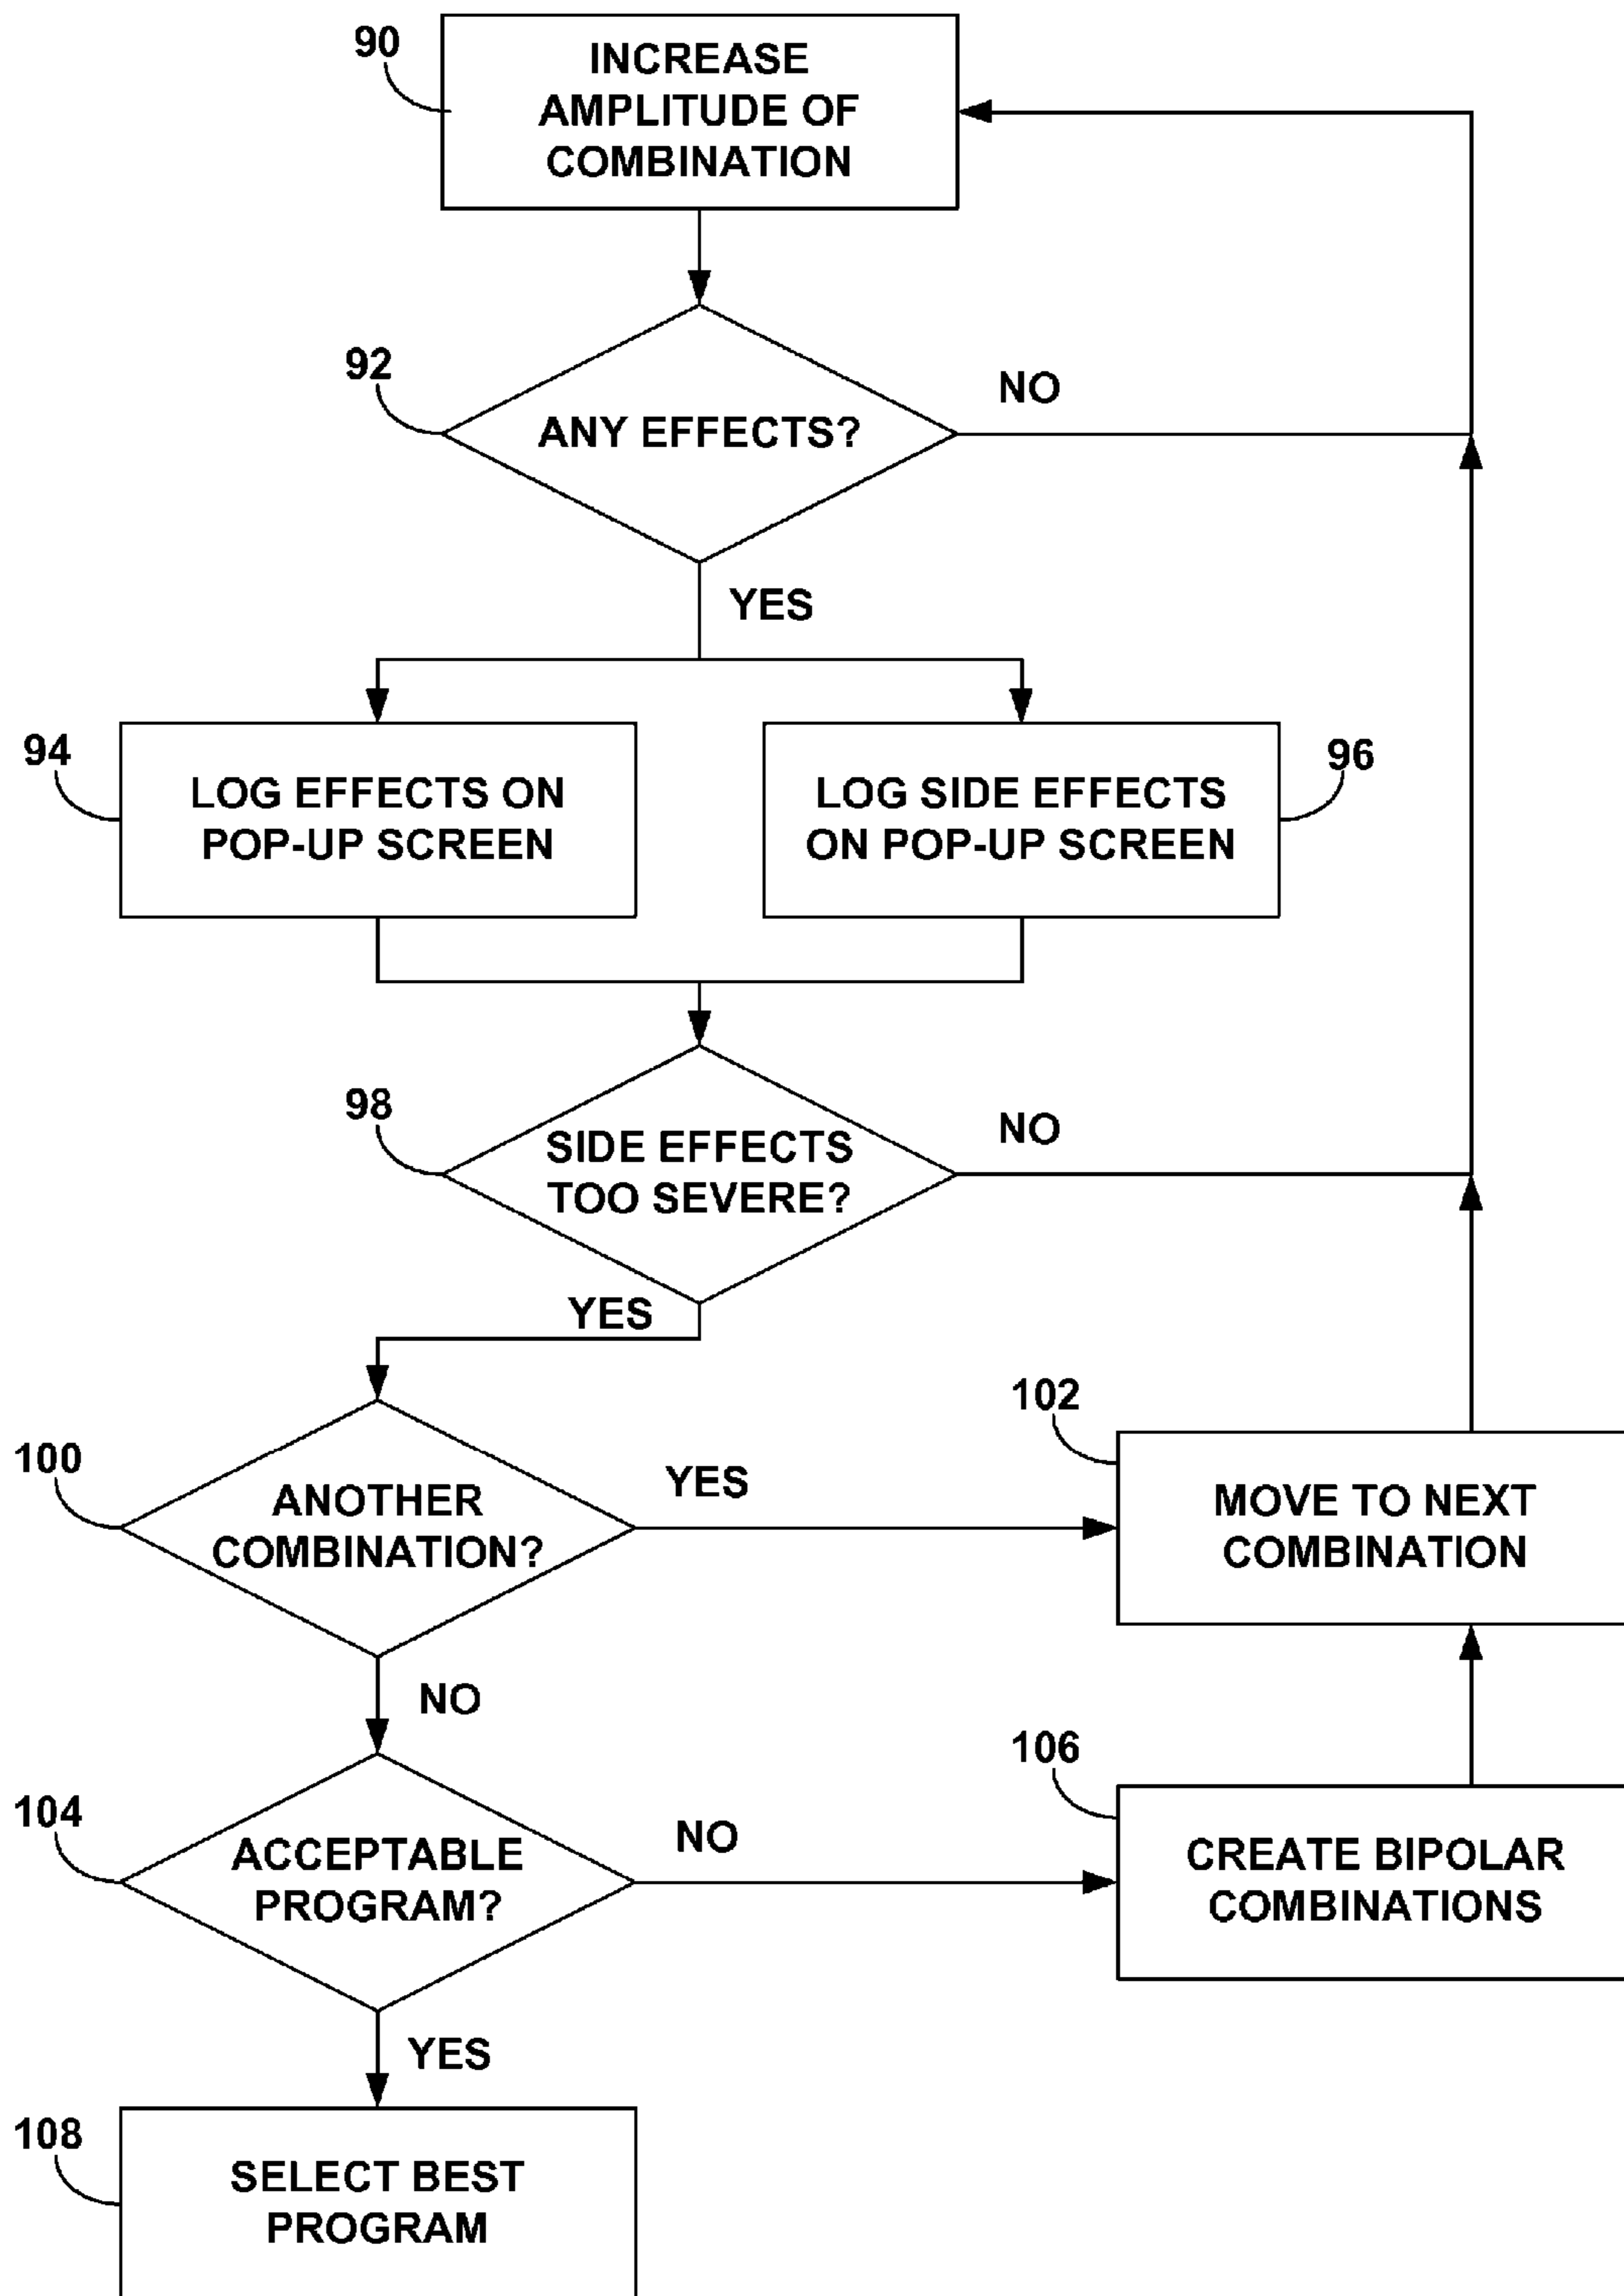 90
INCREASE
AMPLITUDE OF
COMBINATION
92
ANY EFFECTS?
NO
YES
94
LOG EFFECTS ON
POP-UP SCREEN
LOG SIDE EFFECTS
ON POP-UP SCREEN
96
98
SIDE EFFECTS
TOO SEVERE?
NO
YES
100
ANOTHER
COMBINATION?
YES
102
MOVE TO NEXT
COMBINATION
NO
104
ACCEPTABLE
PROGRAM?
NO
106
CREATE BIPOLAR
COMBINATIONS
YES
108
SELECT BEST
PROGRAM